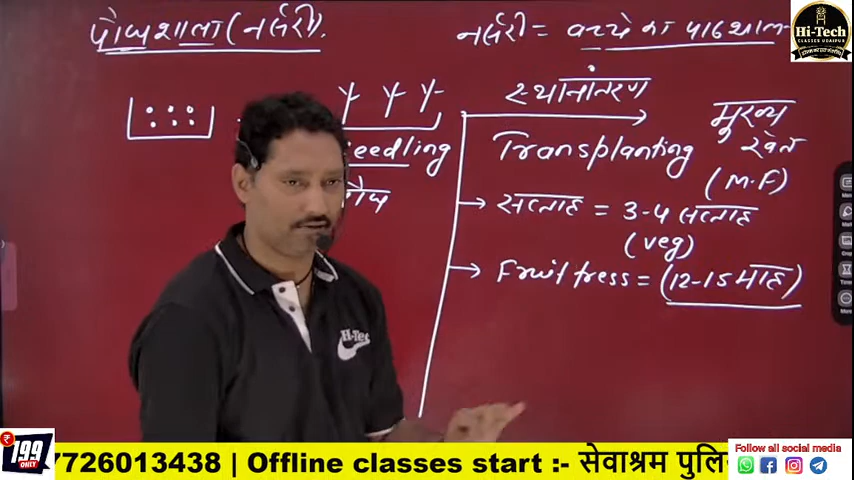 पौधशाला (नर्सरी).
नर्सरी = बच्चे का पाठशाला
स्थानांतरण
Transplanting
मुख्य
खेत
(M.F)
eedling
पौध
सप्ताह = 3-4 सप्ताह
(veg)
Fruit tress = (12-15 माह)
Hi-Tech
CLASSES UDAIPUR
Hi-Tec
₹ 199
ONLY
7726013438 | Offline classes start :- सेवाश्रम पुलि
Follow all social media